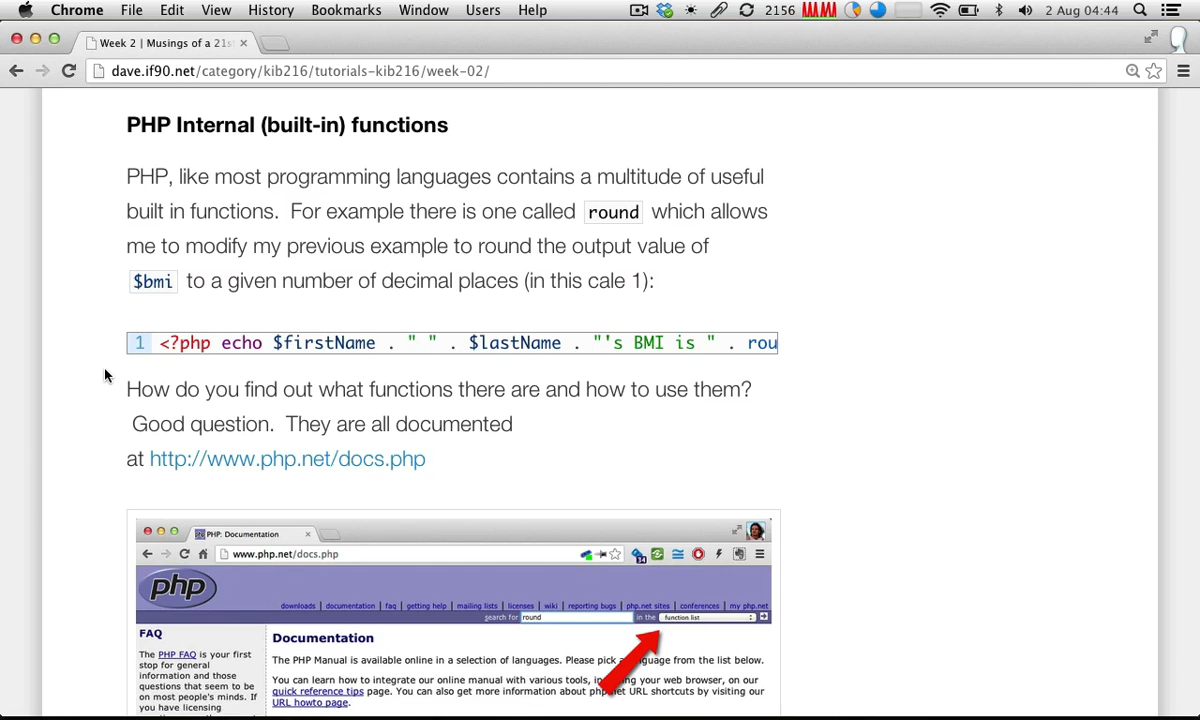 Chrome File Edit View History Bookmarks Window Users Help 2156 2 Aug 04:44
Week 2 | Musings of a 21s
dave.if90.net/category/kib216/tutorials-kib216/week-02/
PHP Internal (built-in) functions
PHP, like most programming languages contains a multitude of useful
built in functions. For example there is one called round which allows
me to modify my previous example to round the output value of
$bmi to a given number of decimal places (in this cale 1):
1 <?php echo $firstName . " " . $lastName . "'s BMI is " . rou
How do you find out what functions there are and how to use them?
Good question. They are all documented
at http://www.php.net/docs.php
PHP: Documentation
www.php.net/docs.php
php
downloads | documentation | faq | getting help | mailing lists | licenses | wiki | reporting bugs | php.net sites | conferences | my php.net
search for round in the function list
FAQ
Documentation
The PHP FAQ is your first
stop for general
information and those
questions that seem to be
on most people's minds. If
you have licensing
The PHP Manual is available online in a selection of languages. Please pick a language from the list below.
You can learn how to integrate our online manual with various tools, including your web browser, on our
quick reference tips page. You can also get more information about php.net URL shortcuts by visiting our
URL howto page.